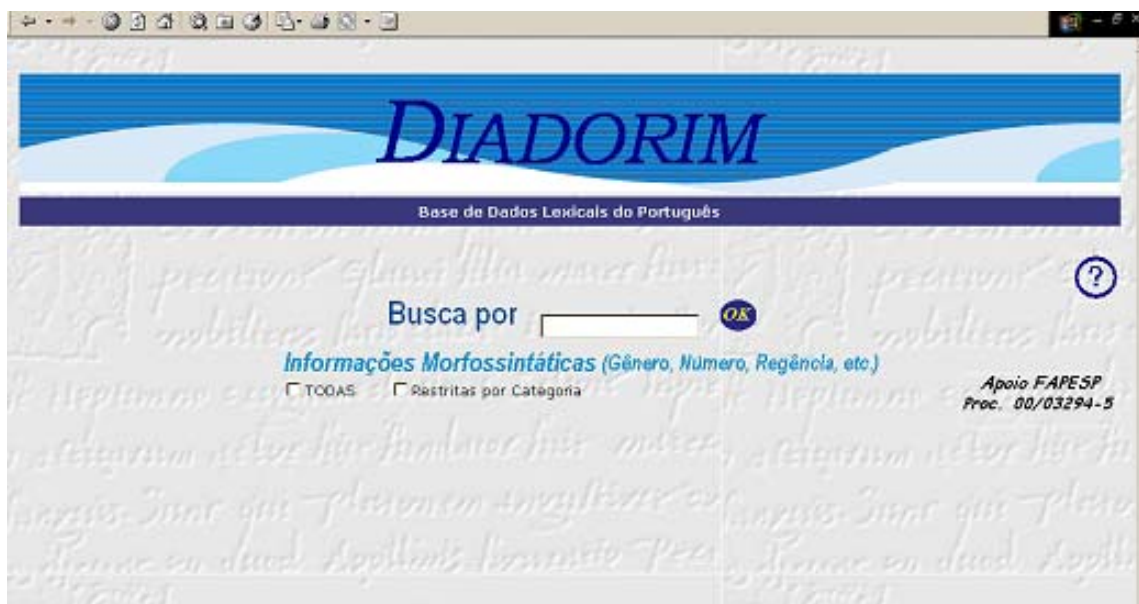 DIADORIM
Base de Dados Lexicais do Português
?
Busca por OK
Informações Morfossintáticas (Gênero, Número, Regência, etc.)
TODAS Restritas por Categoria
Apoio FAPESP
Proc. 00/03294-5